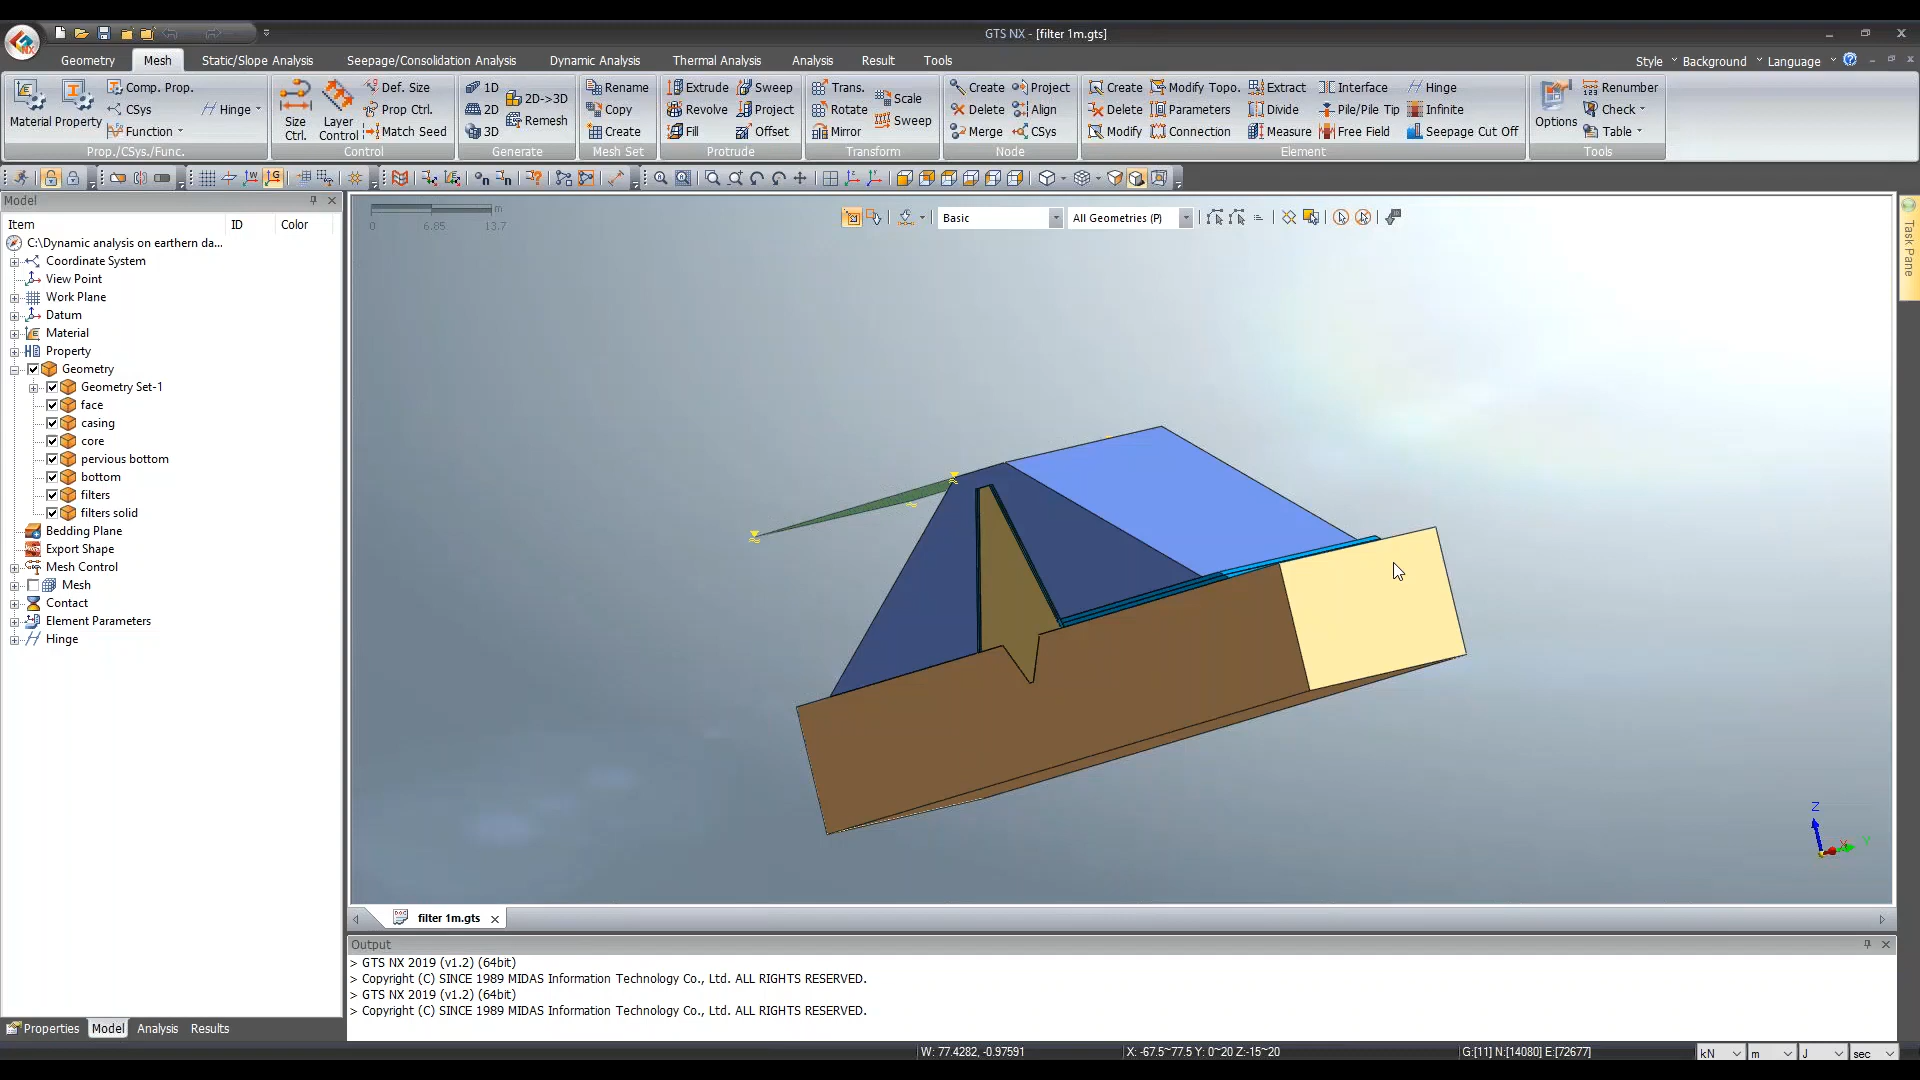 GTS NX - [filter 1m.gts]
Geometry Mesh Static/Slope Analysis Seepage/Consolidation Analysis Dynamic Analysis Thermal Analysis Analysis Result Tools
Style Background Language
Material Property Comp. Prop. CSys Function Hinge
Prop./CSys./Func.
Size Ctrl. Layer Control Def. Size Prop Ctrl. Match Seed
Control
1D 2D 3D 2D->3D Remesh
Generate
Rename Copy Create
Mesh Set
Extrude Revolve Fill Sweep Project Offset
Protrude
Trans. Rotate Mirror Scale Sweep
Transform
Create Delete Merge Project Align CSys
Node
Create Delete Modify Modify Topo. Parameters Connection Extract Divide Measure Interface Pile/Pile Tip Free Field Hinge Infinite Seepage Cut Off
Element
Options Renumber Check Table
Tools
Model
Item ID Color
C:\Dynamic analysis on earthern da...
Coordinate System
View Point
Work Plane
Datum
Material
Property
Geometry
Geometry Set-1
face
casing
core
pervious bottom
bottom
filters
filters solid
Bedding Plane
Export Shape
Mesh Control
Mesh
Contact
Element Parameters
Hinge
Properties Model Analysis Results
m
0 6.85 13.7
Basic All Geometries (P)
Task Pane
Z
X
Y
filter 1m.gts
Output
> GTS NX 2019 (v1.2) (64bit)
> Copyright (C) SINCE 1989 MIDAS Information Technology Co., Ltd. ALL RIGHTS RESERVED.
> GTS NX 2019 (v1.2) (64bit)
> Copyright (C) SINCE 1989 MIDAS Information Technology Co., Ltd. ALL RIGHTS RESERVED.
W: 77.4282, -0.97591 X: -67.5~77.5 Y: 0~20 Z:-15~20 G:[11] N:[14080] E:[72677] kN m J sec